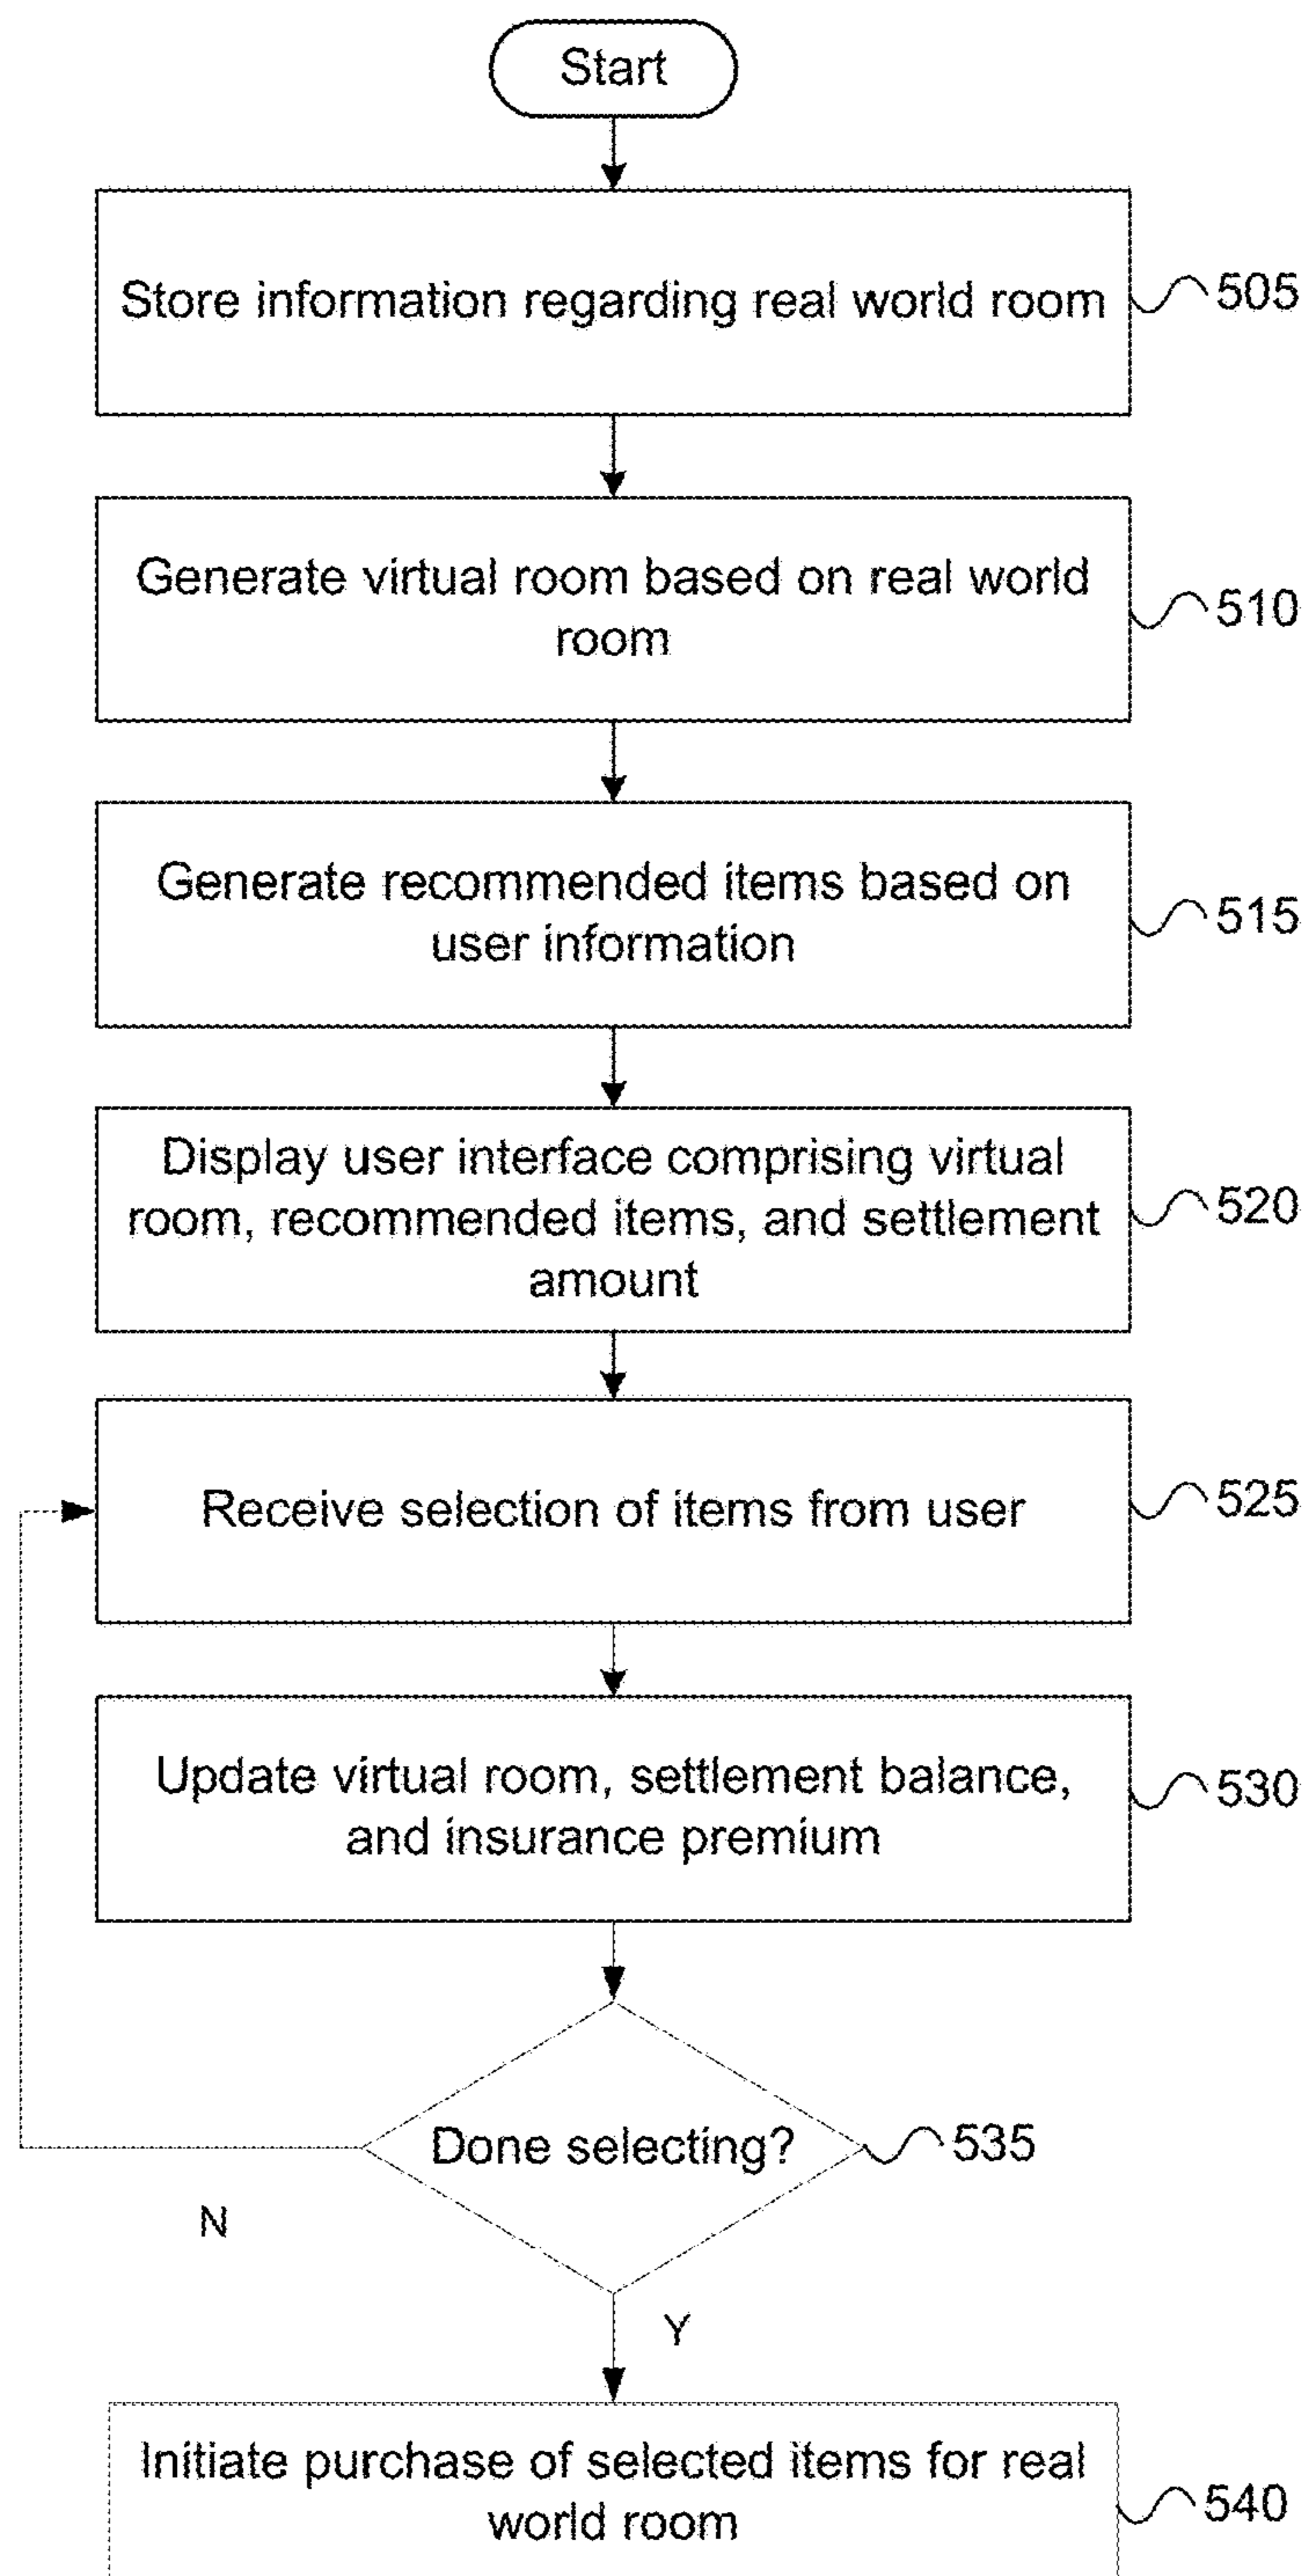 Start
Store information regarding real world room
505
Generate virtual room based on real world
room
510
Generate recommended items based on
user information
515
Display user interface comprising virtual
room, recommended items, and settlement
amount
520
Receive selection of items from user
525
Update virtual room, settlement balance,
and insurance premium
530
Done selecting?
535
N
Y
Initiate purchase of selected items for real
world room
540